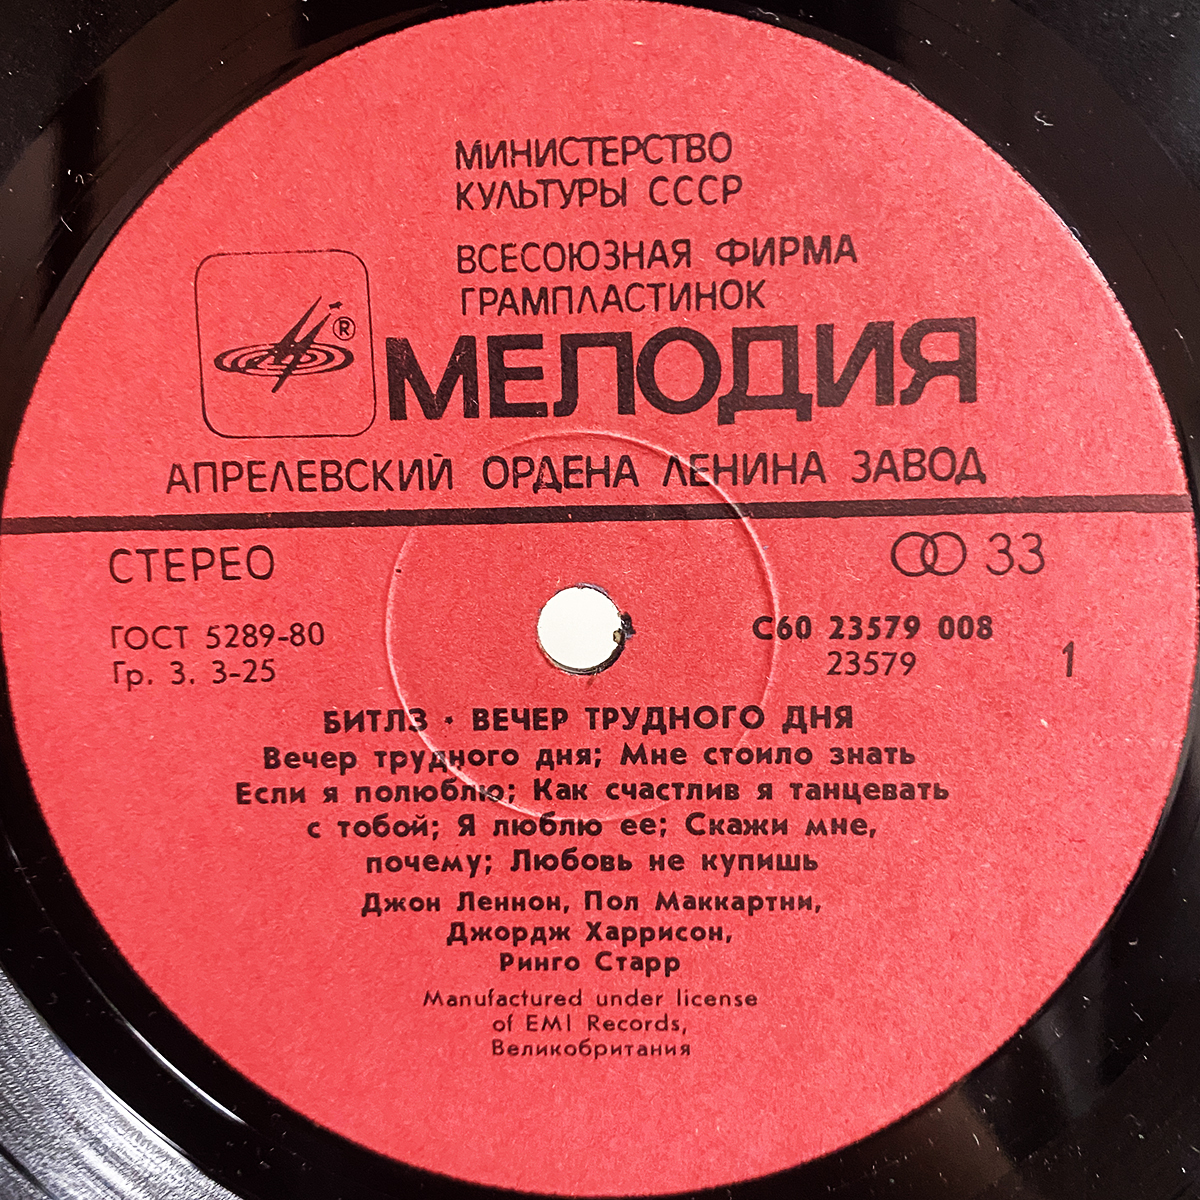 МИНИСТЕРСТВО
КУЛЬТУРЫ СССР
ВСЕСОЮЗНАЯ ФИРМА
ГРАМПЛАСТИНОК
®
МЕЛОДИЯ
АПРЕЛЕВСКИЙ ОРДЕНА ЛЕНИНА ЗАВОД
СТЕРЕО
33
ГОСТ 5289-80
Гр. 3. 3-25
С60 23579 008
23579
1
БИТЛЗ · ВЕЧЕР ТРУДНОГО ДНЯ
Вечер трудного дня; Мне стоило знать
Если я полюблю; Как счастлив я танцевать
с тобой; Я люблю ее; Скажи мне,
почему; Любовь не купишь
Джон Леннон, Пол Маккартни,
Джордж Харрисон,
Ринго Старр
Manufactured under license
of EMI Records,
Великобритания